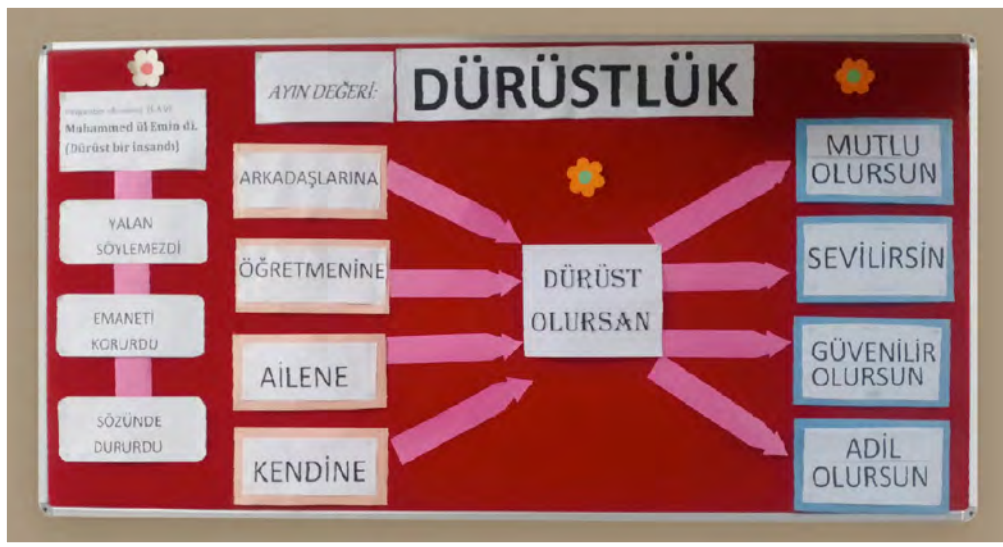 AYIN DEĞERİ:
DÜRÜSTLÜK
Muhammed ül Emin di.
(Dürüst bir insandı)
YALAN
SÖYLEMEZDİ
EMANETİ
KORURDU
SÖZÜNDE
DURURDU
ARKADAŞLARINA
ÖĞRETMENİNE
AİLENE
KENDİNE
DÜRÜST
OLURSAN
MUTLU
OLURSUN
SEVİLİRSİN
GÜVENİLİR
OLURSUN
ADİL
OLURSUN